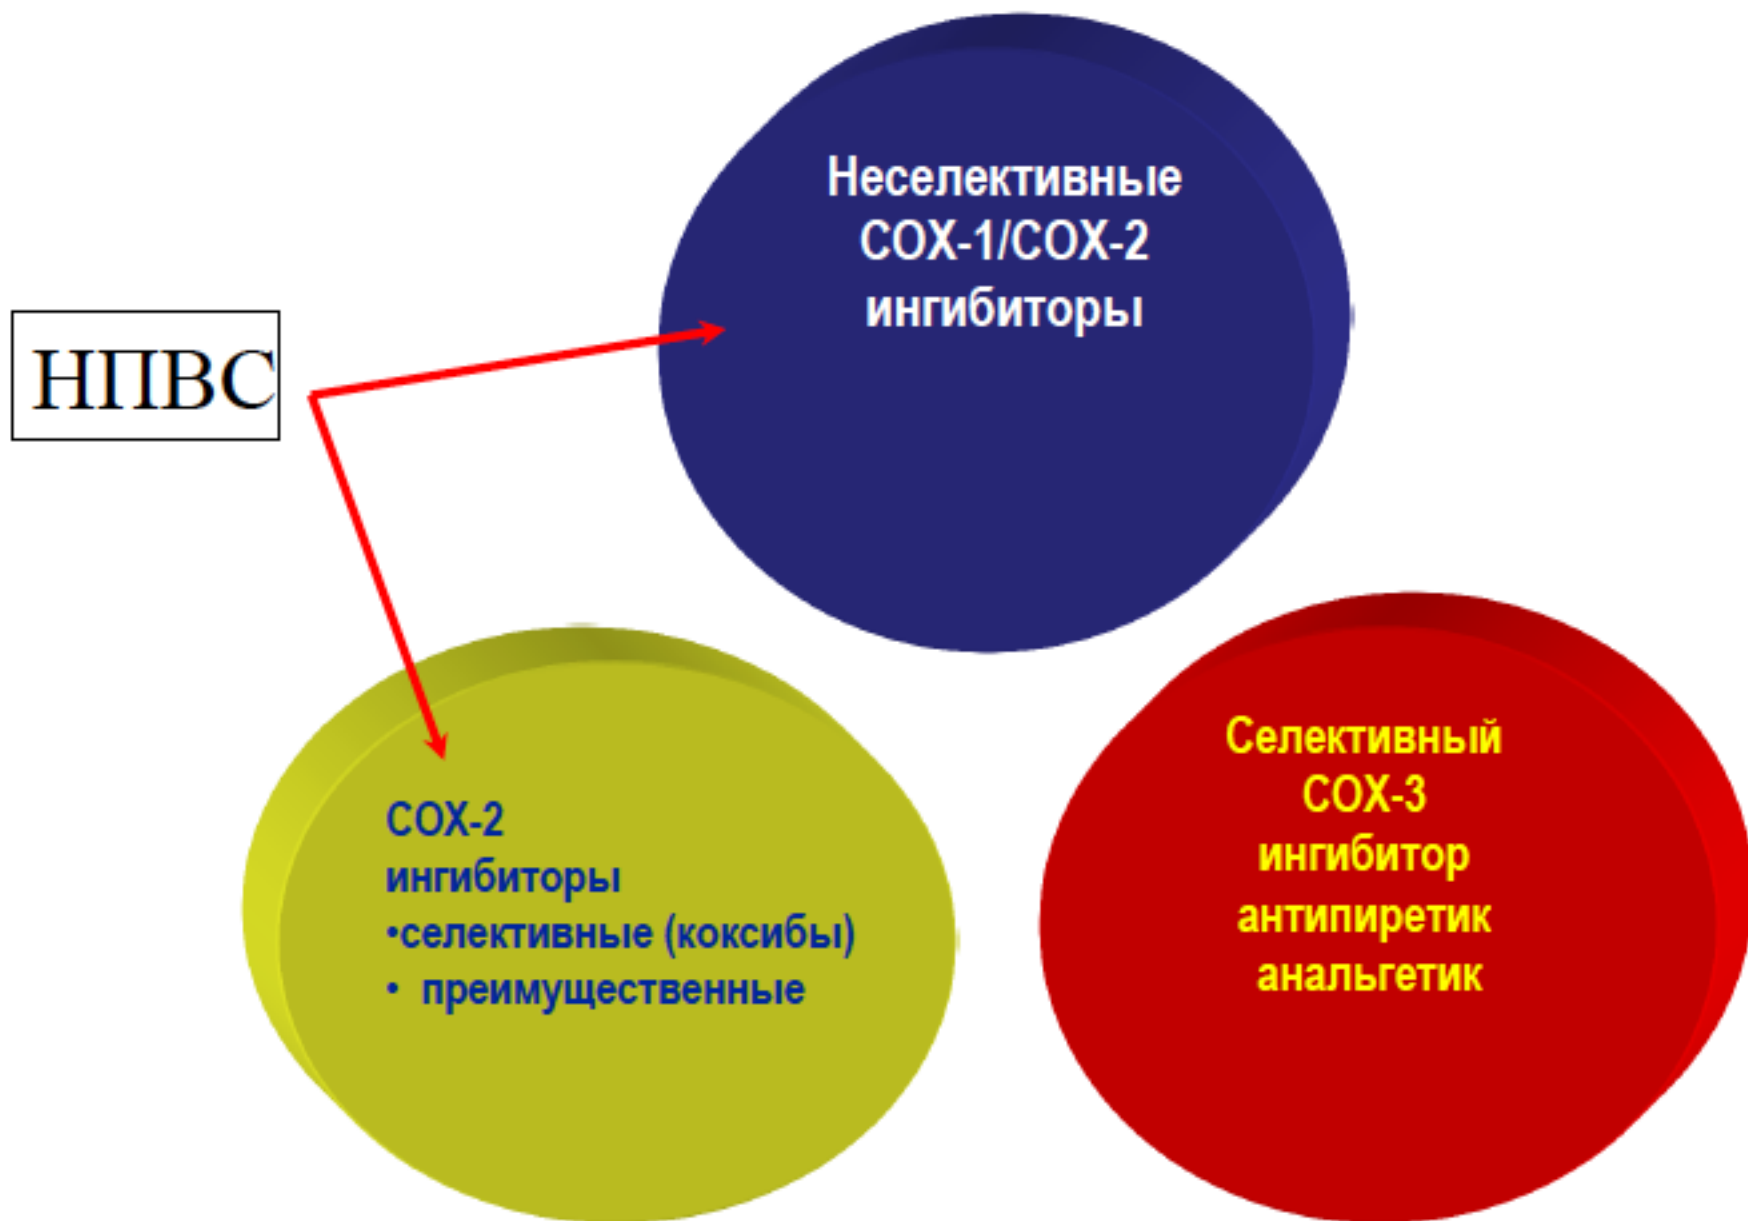 Неселективные
COX-1/COX-2
ингибиторы
НПВС
COX-2
ингибиторы
•селективные (коксибы)
• преимущественные
Селективный
COX-3
ингибитор
антипиретик
анальгетик